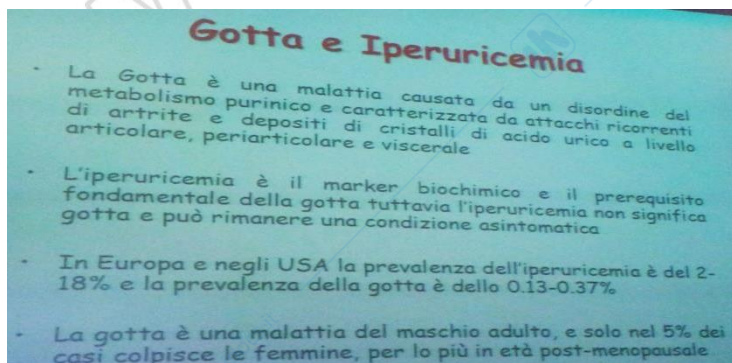 Gotta e Iperuricemia
- La Gotta è una malattia causata da un disordine del
metabolismo purinico e caratterizzata da attacchi ricorrenti
di artrite e depositi di cristalli di acido urico a livello
articolare, periarticolare e viscerale
- L'iperuricemia è il marker biochimico e il prerequisito
fondamentale della gotta tuttavia l'iperuricemia non significa
gotta e può rimanere una condizione asintomatica
- In Europa e negli USA la prevalenza dell'iperuricemia è del 2-
18% e la prevalenza della gotta è dello 0.13-0.37%
- La gotta è una malattia del maschio adulto, e solo nel 5% dei
casi colpisce le femmine, per lo più in età post-menopausale